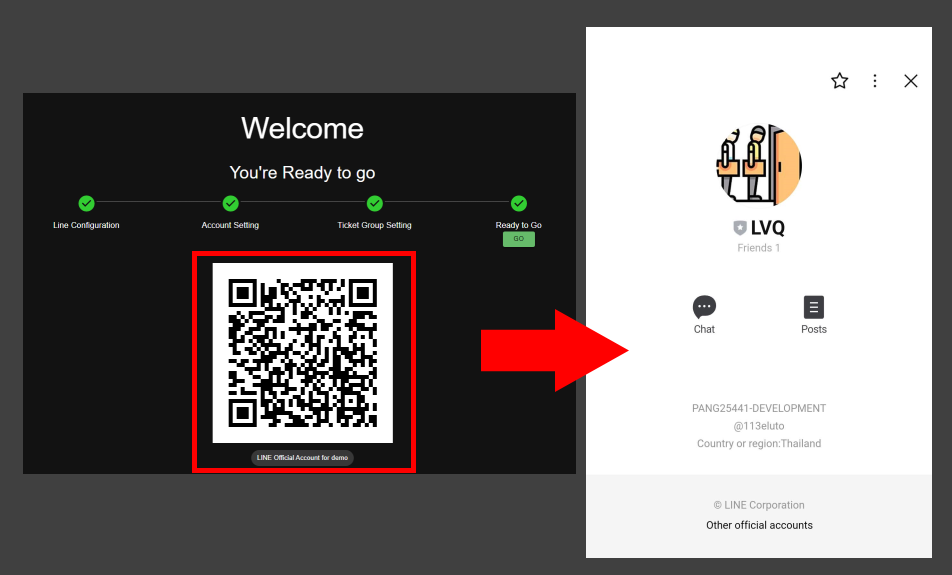 Welcome
You're Ready to go
Line Configuration
Account Setting
Ticket Group Setting
Ready to Go
GO
LINE Official Account for demo
LVQ
Friends 1
Chat
Posts
PANG25441-DEVELOPMENT
@113eluto
Country or region:Thailand
© LINE Corporation
Other official accounts